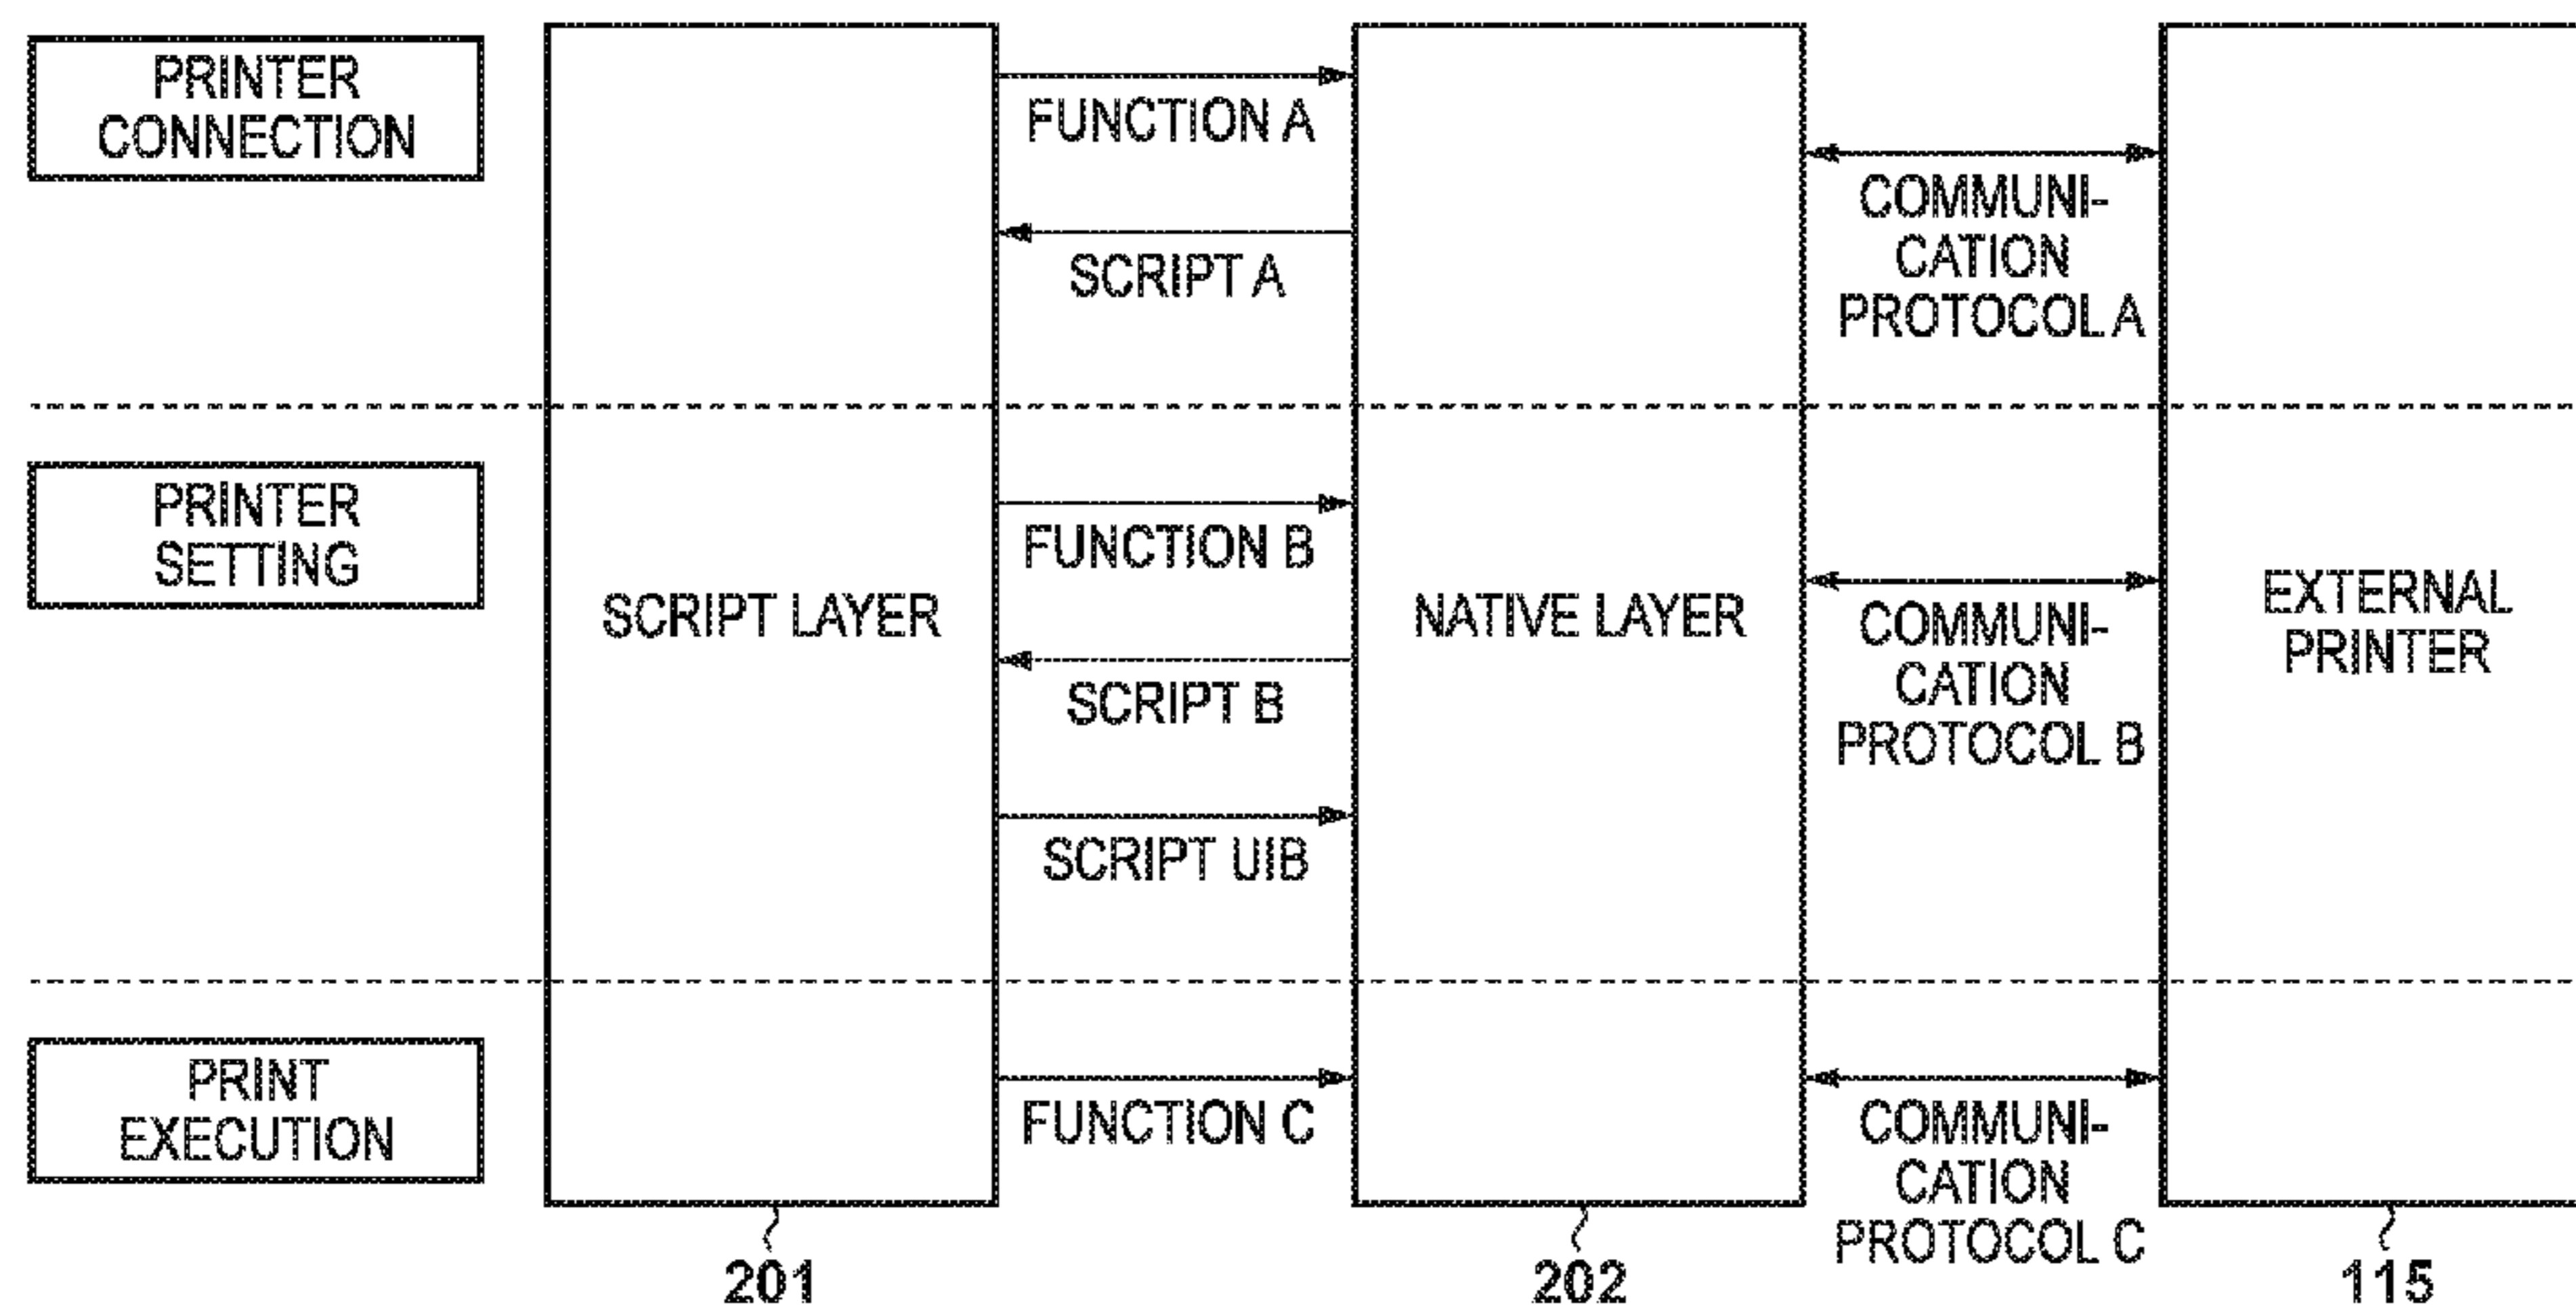 PRINTER
CONNECTION
FUNCTION A
SCRIPT A
COMMUNI-
CATION
PROTOCOL A
PRINTER
SETTING
SCRIPT LAYER
FUNCTION B
SCRIPT B
SCRIPT UIB
NATIVE LAYER
COMMUNI-
CATION
PROTOCOL B
EXTERNAL
PRINTER
PRINT
EXECUTION
FUNCTION C
COMMUNI-
CATION
PROTOCOL C
201
202
115